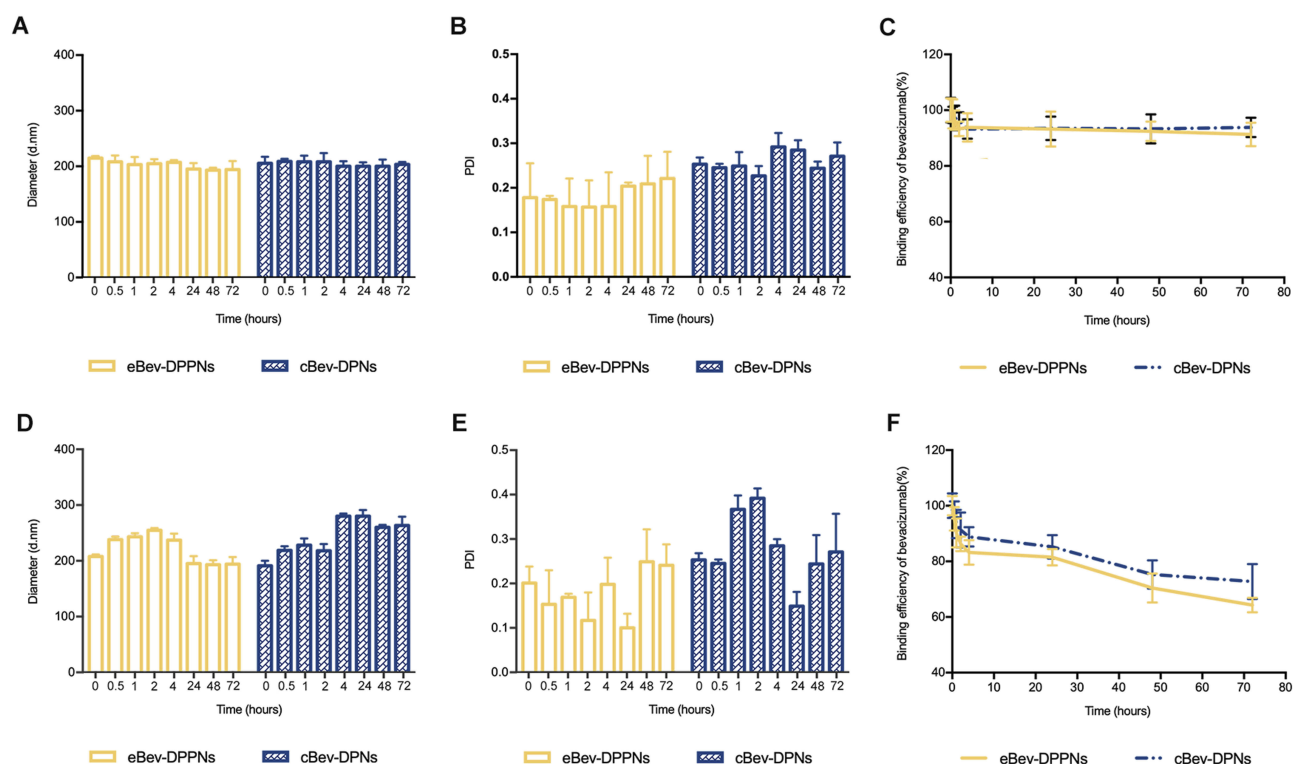 A
Diameter (d.nm)
400
300
200
100
0
0 0.5 1 2 4 24 48 72 0 0.5 1 2 4 24 48 72
Time (hours)
eBev-DPPNs cBev-DPNs
B
PDI
0.5
0.4
0.3
0.2
0.1
0.0
0 0.5 1 2 4 24 48 72 0 0.5 1 2 4 24 48 72
Time (hours)
eBev-DPPNs cBev-DPNs
C
Binding efficiency of bevacizumab(%)
120
100
80
60
40
0 10 20 30 40 50 60 70 80
Time (hours)
eBev-DPPNs cBev-DPNs
D
Diameter (d.nm)
400
300
200
100
0
0 0.5 1 2 4 24 48 72 0 0.5 1 2 4 24 48 72
Time (hours)
eBev-DPPNs cBev-DPNs
E
PDI
0.5
0.4
0.3
0.2
0.1
0.0
0 0.5 1 2 4 24 48 72 0 0.5 1 2 4 24 48 72
Time (hours)
eBev-DPPNs cBev-DPNs
F
Binding efficiency of bevacizumab(%)
120
100
80
60
40
0 10 20 30 40 50 60 70 80
Time (hours)
eBev-DPPNs cBev-DPNs